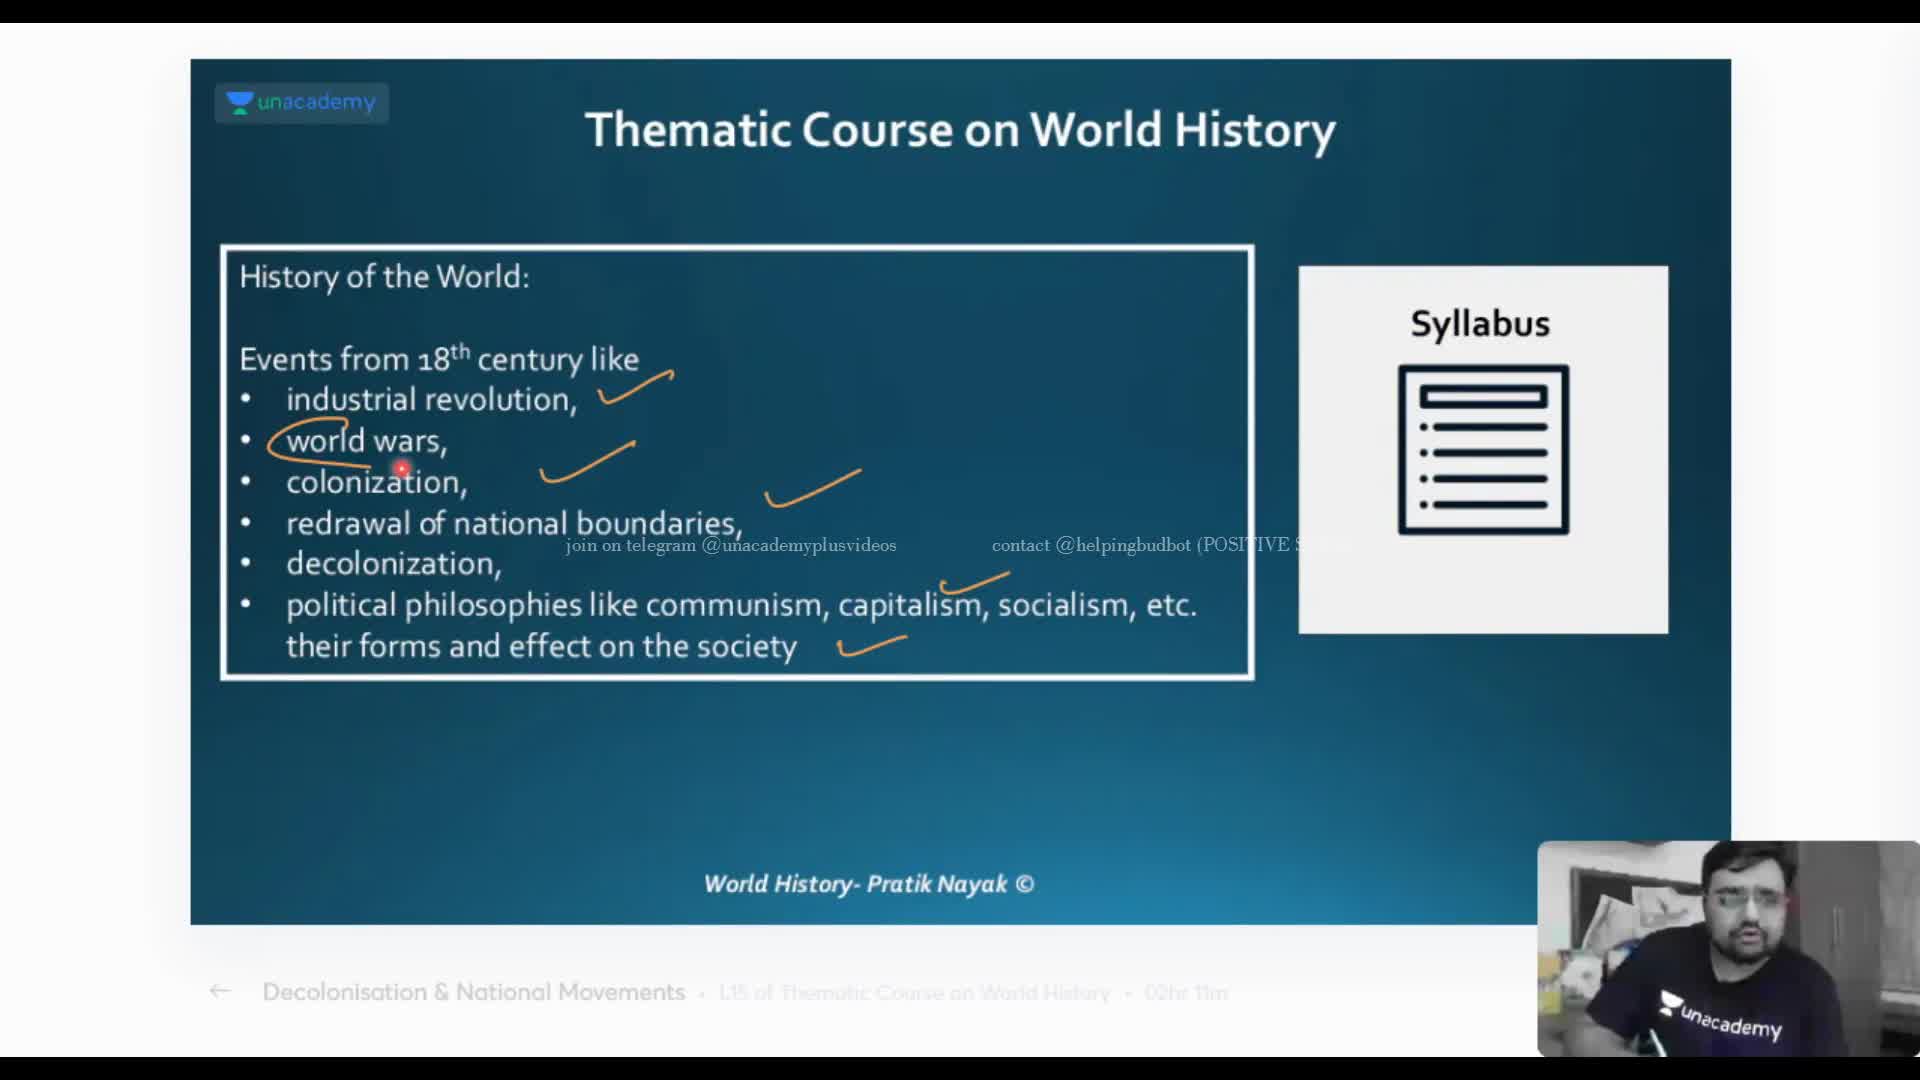 unacademy
Thematic Course on World History
History of the World:
Events from 18th century like
• industrial revolution,
• world wars,
• colonization,
• redrawal of national boundaries,
• decolonization,
• political philosophies like communism, capitalism, socialism, etc.
their forms and effect on the society
Syllabus
join on telegram @unacademyplusvideos contact @helpingbudbot (POSITIVE
World History- Pratik Nayak ©
← Decolonisation & National Movements • L15 of Thematic Course on World History • 02hr 11m
unacademy